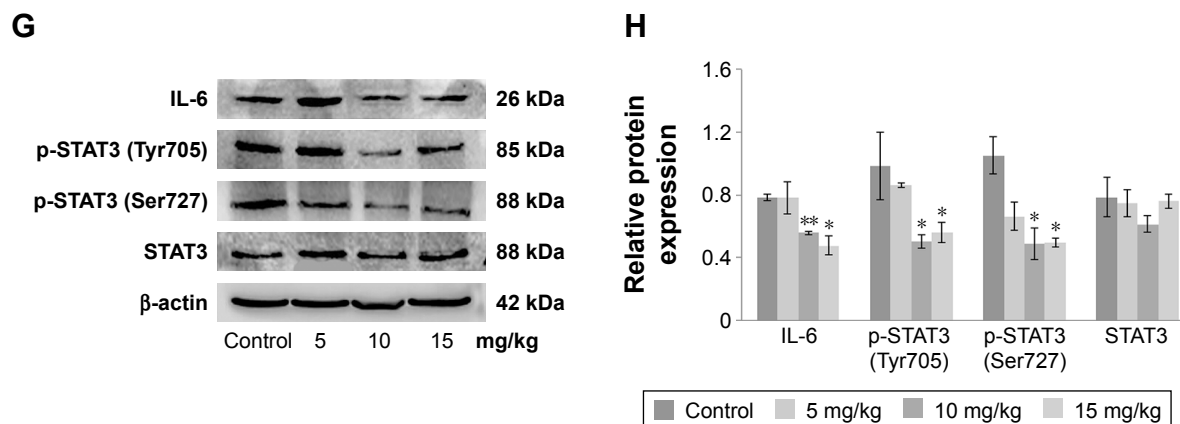 G
IL-6 26 kDa
p-STAT3 (Tyr705) 85 kDa
p-STAT3 (Ser727) 88 kDa
STAT3 88 kDa
β-actin 42 kDa
Control 5 10 15 mg/kg
H
Relative protein
expression
1.6
1.2
0.8
0.4
0
** *
* *
* *
IL-6 p-STAT3 p-STAT3 STAT3
(Tyr705) (Ser727)
Control 5 mg/kg 10 mg/kg 15 mg/kg